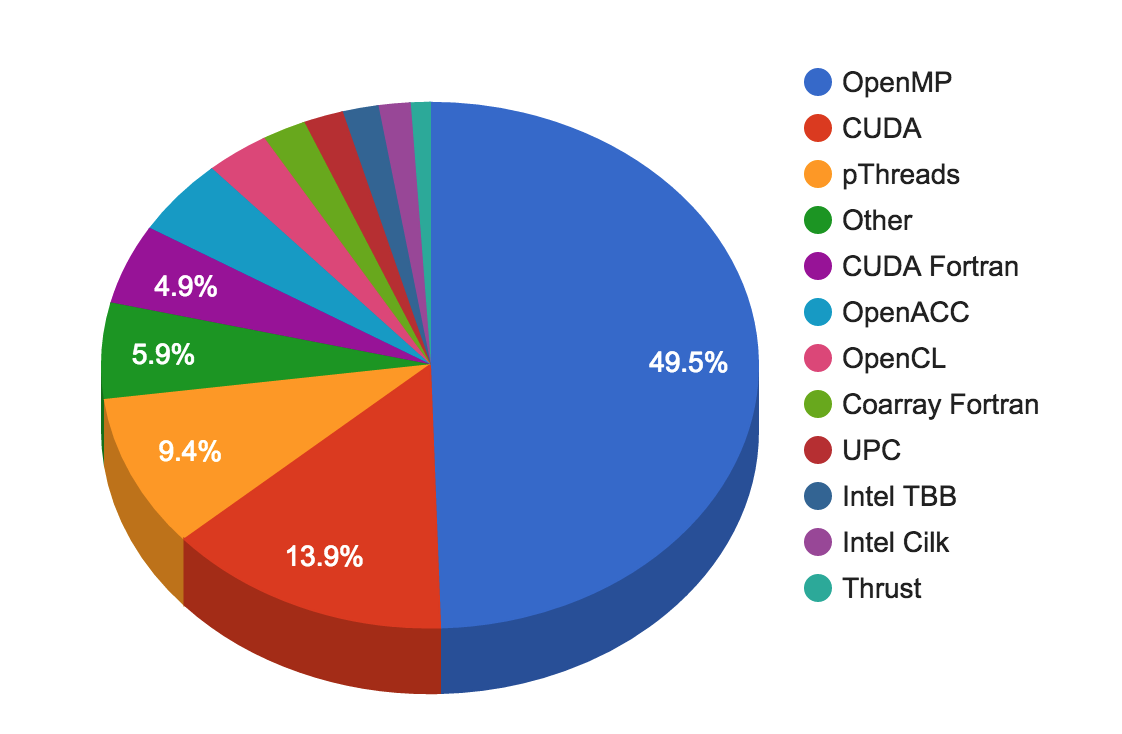 4.9%
5.9%
9.4%
13.9%
49.5%
OpenMP
CUDA
pThreads
Other
CUDA Fortran
OpenACC
OpenCL
Coarray Fortran
UPC
Intel TBB
Intel Cilk
Thrust